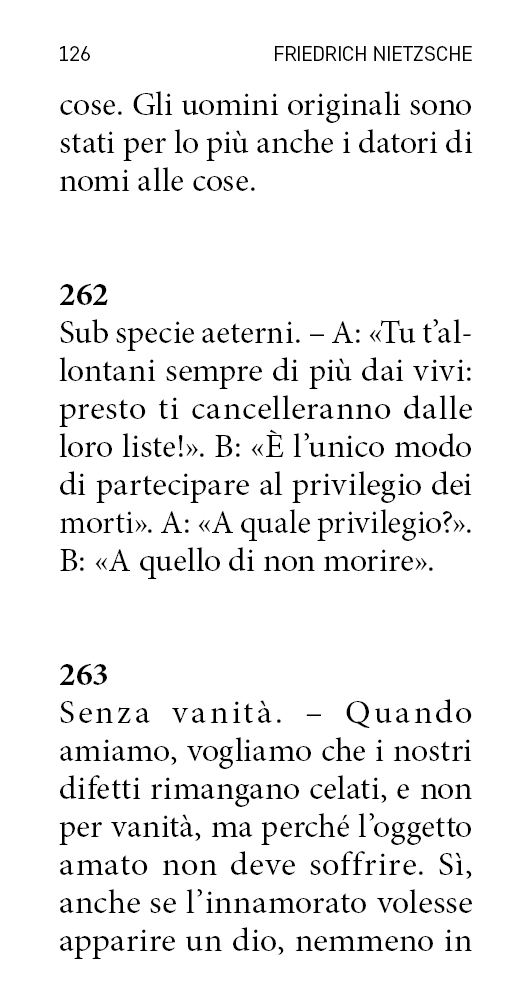 126 FRIEDRICH NIETZSCHE
cose. Gli uomini originali sono
stati per lo più anche i datori di
nomi alle cose.
262
Sub specie aeterni. – A: «Tu t’al-
lontani sempre di più dai vivi:
presto ti cancelleranno dalle
loro liste!». B: «È l’unico modo
di partecipare al privilegio dei
morti». A: «A quale privilegio?».
B: «A quello di non morire».
263
Senza vanità. – Quando
amiamo, vogliamo che i nostri
difetti rimangano celati, e non
per vanità, ma perché l’oggetto
amato non deve soffrire. Sì,
anche se l’innamorato volesse
apparire un dio, nemmeno in